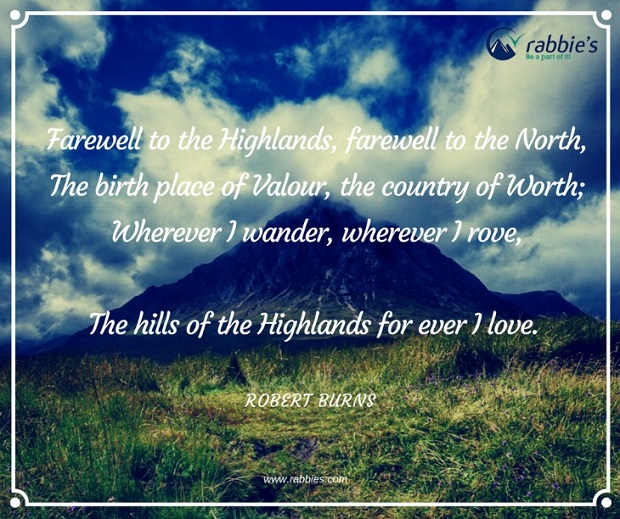 rabbie's
Be a part of it!
Farewell to the Highlands, farewell to the North,
The birth place of Valour, the country of Worth;
Wherever I wander, wherever I rove,
The hills of the Highlands for ever I love.
ROBERT BURNS
www.rabbies.com